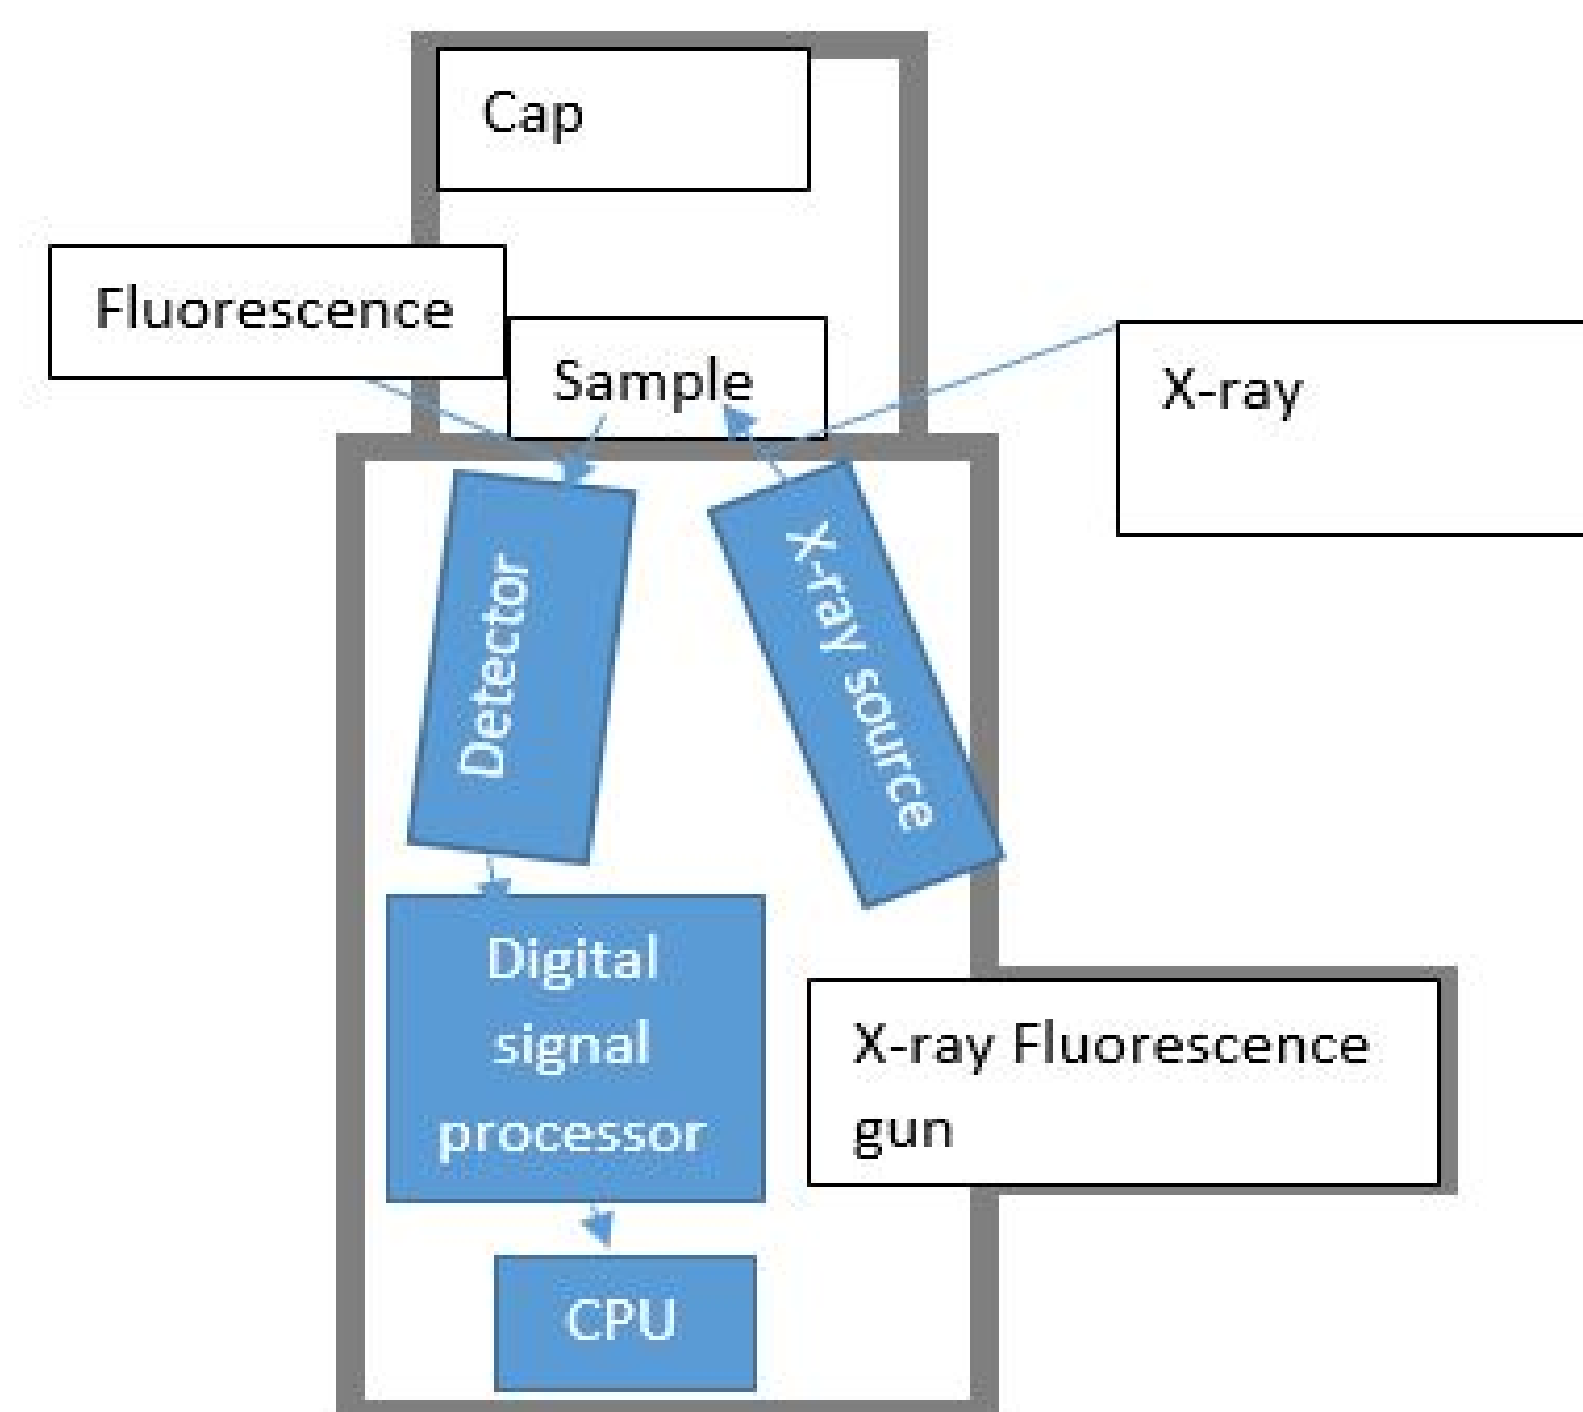 Cap
Fluorescence
Sample
X-ray
Detector
X-ray source
Digital
signal
processor
X-ray Fluorescence
gun
CPU